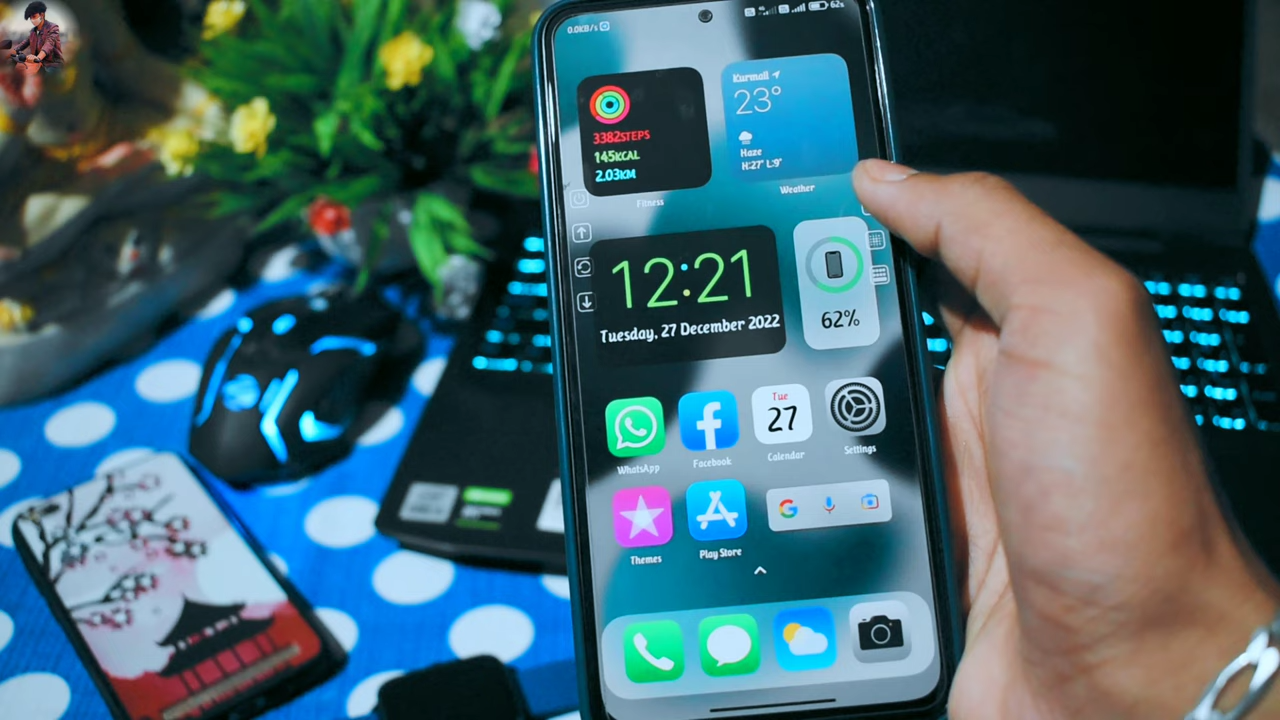 0.0KB/s
62%
3382STEPS
145KCAL
2.03KM
Fitness
Kurmail
23°
Haze
H:27° L:9°
Weather
12:21
Tuesday, 27 December 2022
62%
WhatsApp
Facebook
Tue
27
Calendar
Settings
Themes
Play Store